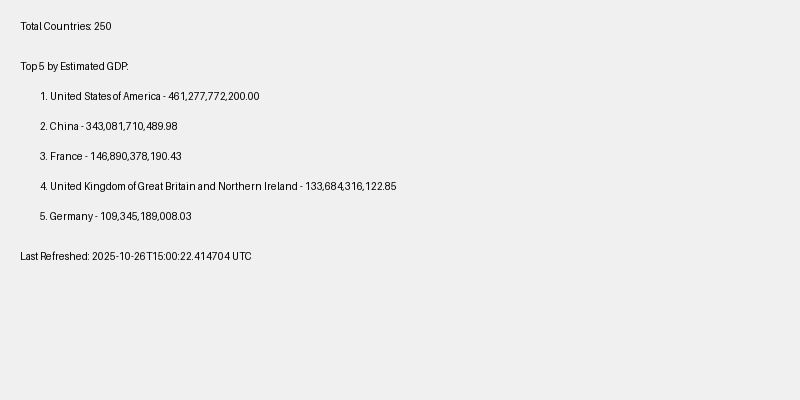 Total Countries: 250
Top 5 by Estimated GDP:
1. United States of America - 461,277,772,200.00
2. China - 343,081,710,489.98
3. France - 146,890,378,190.43
4. United Kingdom of Great Britain and Northern Ireland - 133,684,316,122.85
5. Germany - 109,345,189,008.03
Last Refreshed: 2025-10-26T15:00:22.414704 UTC